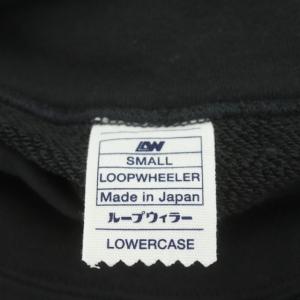 LW
SMALL
LOOPWHEELER
Made in Japan
ループウィラー
LOWERCASE